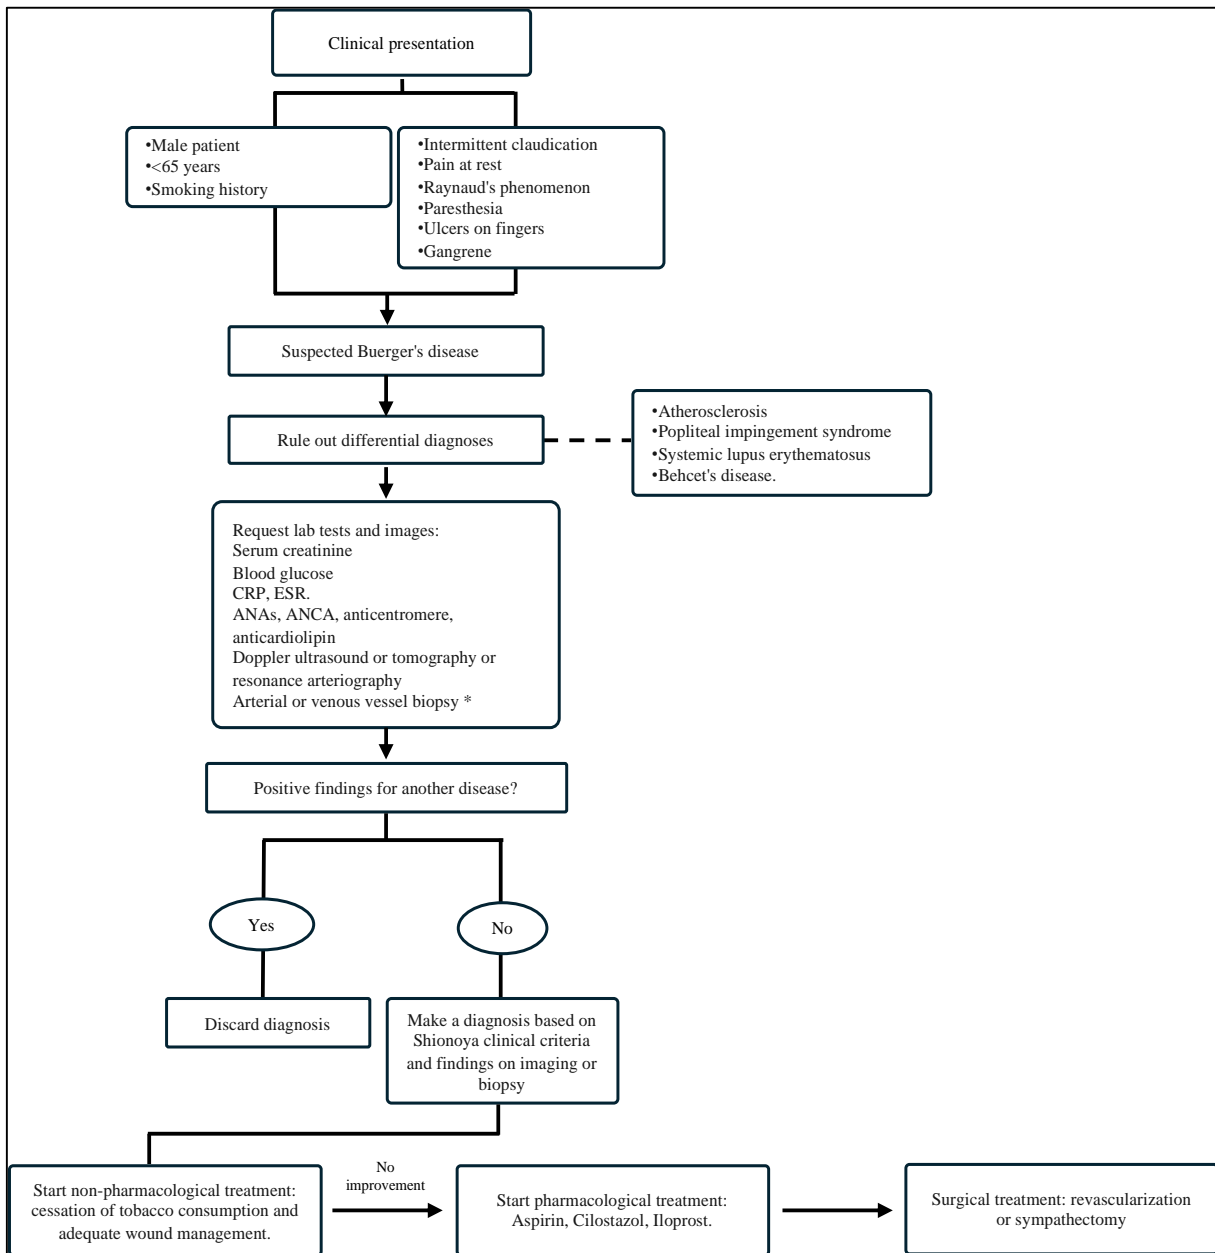 Clinical presentation
•Male patient
•<65 years
•Smoking history
•Intermittent claudication
•Pain at rest
•Raynaud's phenomenon
•Paresthesia
•Ulcers on fingers
•Gangrene
Suspected Buerger's disease
Rule out differential diagnoses
•Atherosclerosis
•Popliteal impingement syndrome
•Systemic lupus erythematosus
•Behcet's disease.
Request lab tests and images:
Serum creatinine
Blood glucose
CRP, ESR.
ANAs, ANCA, anticentromere,
anticardiolipin
Doppler ultrasound or tomography or
resonance arteriography
Arterial or venous vessel biopsy *
Positive findings for another disease?
Yes
No
Discard diagnosis
Make a diagnosis based on
Shionoya clinical criteria
and findings on imaging or
biopsy
Start non-pharmacological treatment:
cessation of tobacco consumption and
adequate wound management.
No
improvement
Start pharmacological treatment:
Aspirin, Cilostazol, Iloprost.
Surgical treatment: revascularization
or sympathectomy